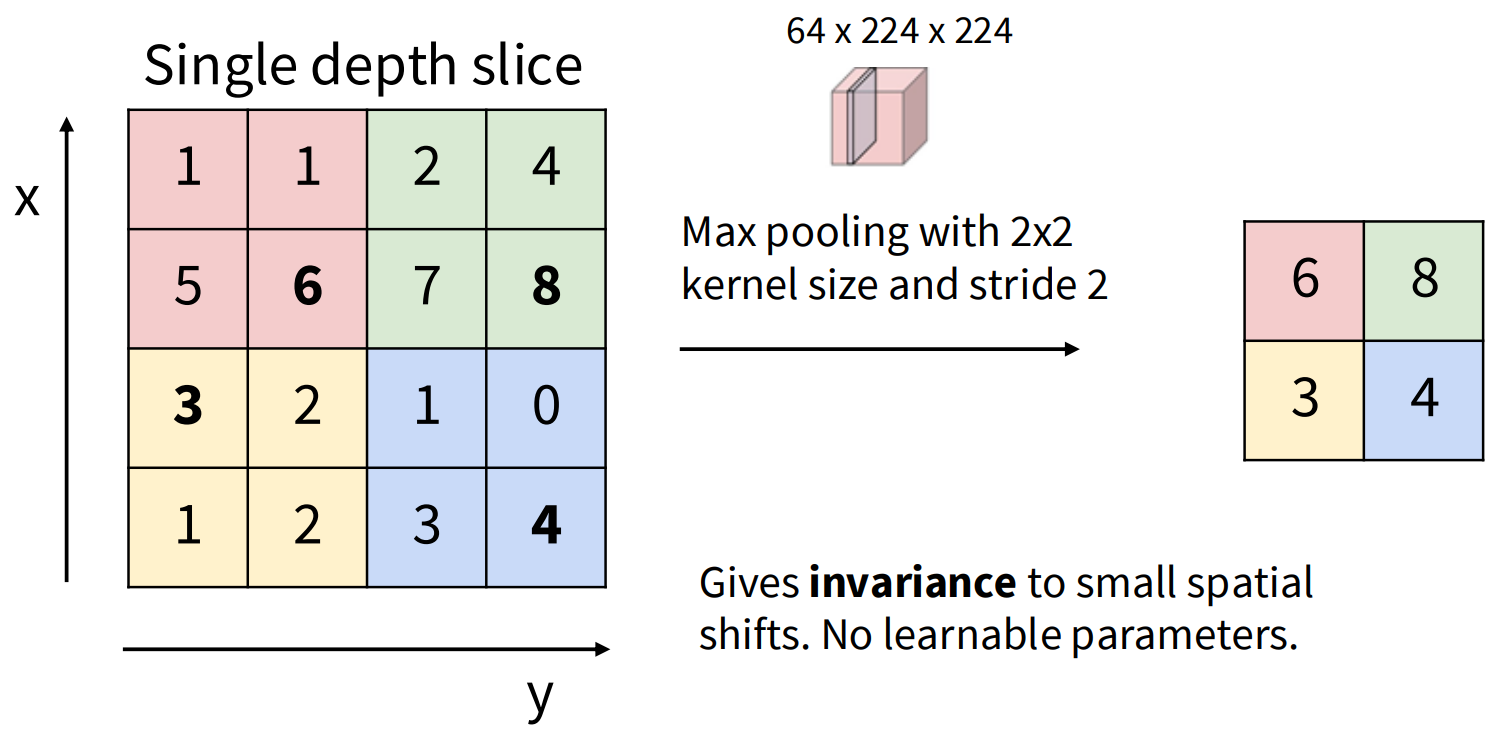 Single depth slice
64 x 224 x 224
x
1 1 2 4
5 6 7 8
3 2 1 0
1 2 3 4
y
Max pooling with 2x2
kernel size and stride 2
6 8
3 4
Gives invariance to small spatial
shifts. No learnable parameters.